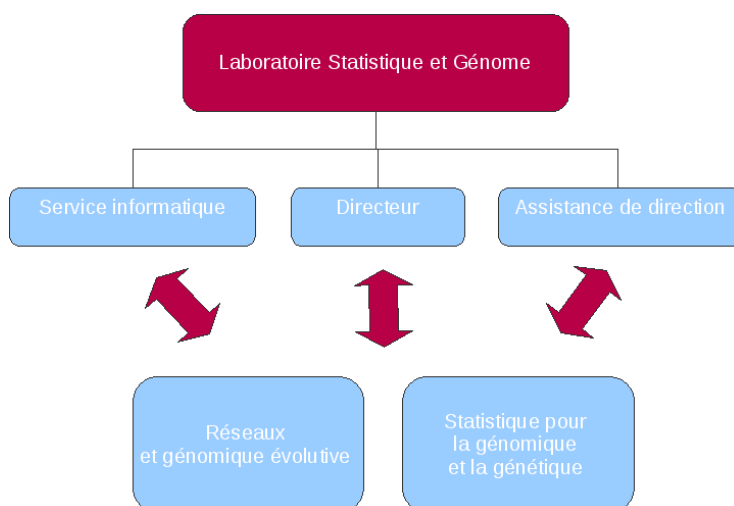 Laboratoire Statistique et Génome
Service informatique
Directeur
Assistance de direction
Réseaux
et génomique évolutive
Statistique pour
la génomique
et la génétique